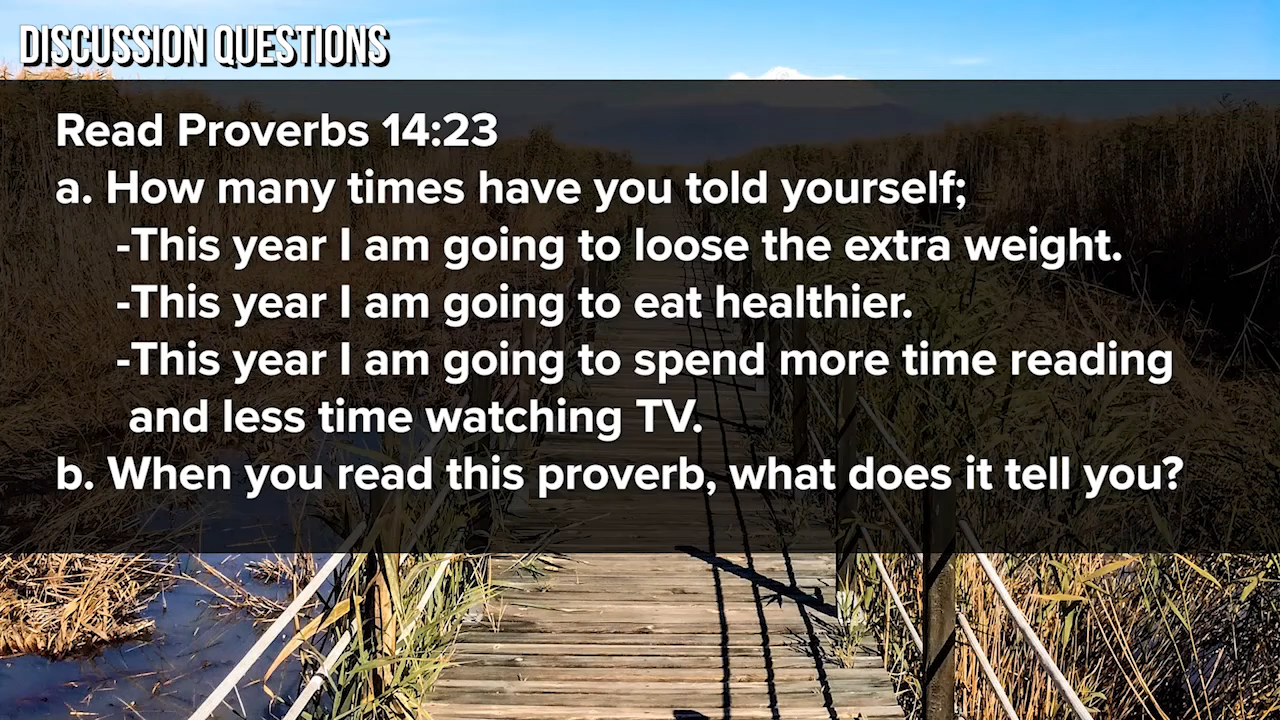 DISCUSSION QUESTIONS
Read Proverbs 14:23
a. How many times have you told yourself;
-This year I am going to loose the extra weight.
-This year I am going to eat healthier.
-This year I am going to spend more time reading
and less time watching TV.
b. When you read this proverb, what does it tell you?